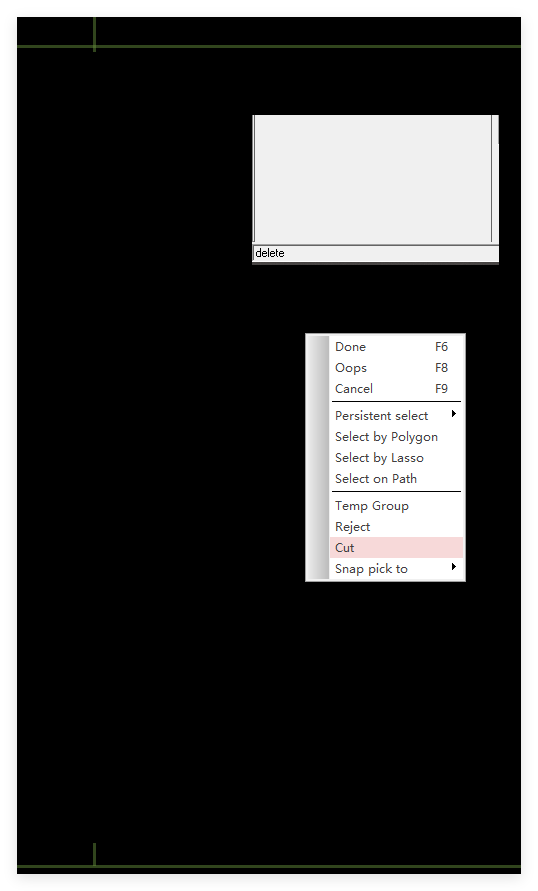 delete
Done F6
Oops F8
Cancel F9
Persistent select
Select by Polygon
Select by Lasso
Select on Path
Temp Group
Reject
Cut
Snap pick to